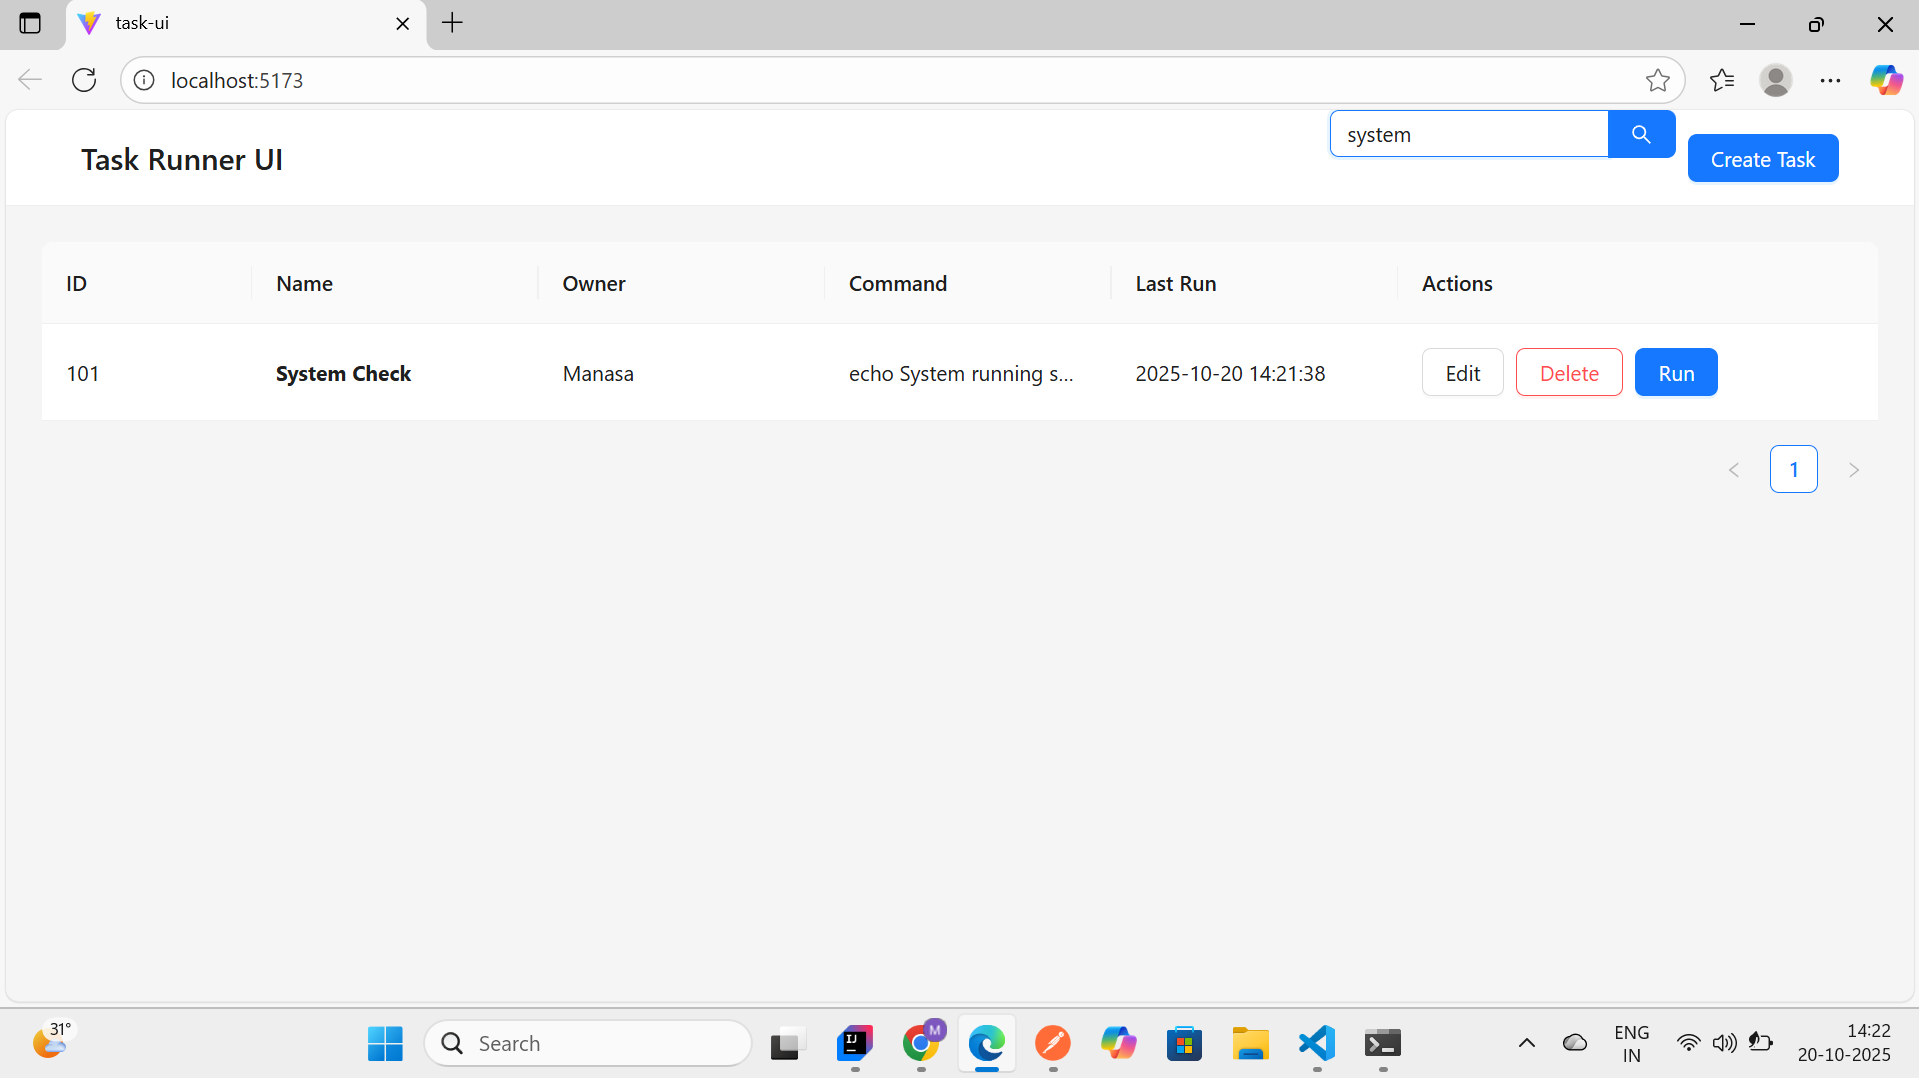 task-ui
localhost:5173
system
Task Runner UI
Create Task
ID Name Owner Command Last Run Actions
101 System Check Manasa echo System running s... 2025-10-20 14:21:38 Edit Delete Run
1
31°
Search
IJ
M
ENG
IN
14:22
20-10-2025